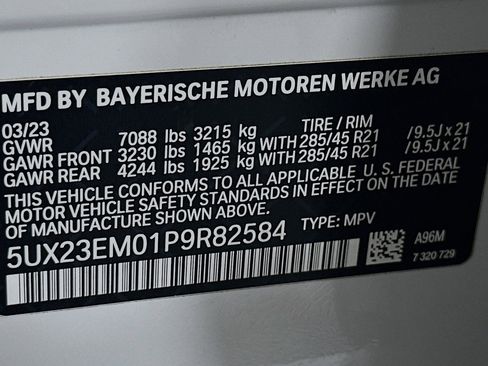 MFD BY BAYERISCHE MOTOREN WERKE AG
03/23 TIRE / RIM
GVWR 7088 lbs 3215 kg
GAWR FRONT 3230 lbs 1465 kg WITH 285/45 R21 /9.5J x 21
GAWR REAR 4244 lbs 1925 kg WITH 285/45 R21 /9.5J x 21
THIS VEHICLE CONFORMS TO ALL APPLICABLE U. S. FEDERAL
MOTOR VEHICLE SAFETY STANDARDS IN EFFECT ON THE DATE
OF MANUFACTURE SHOWN ABOVE.
5UX23EM01P9R82584 TYPE: MPV
A96M
7 320 729